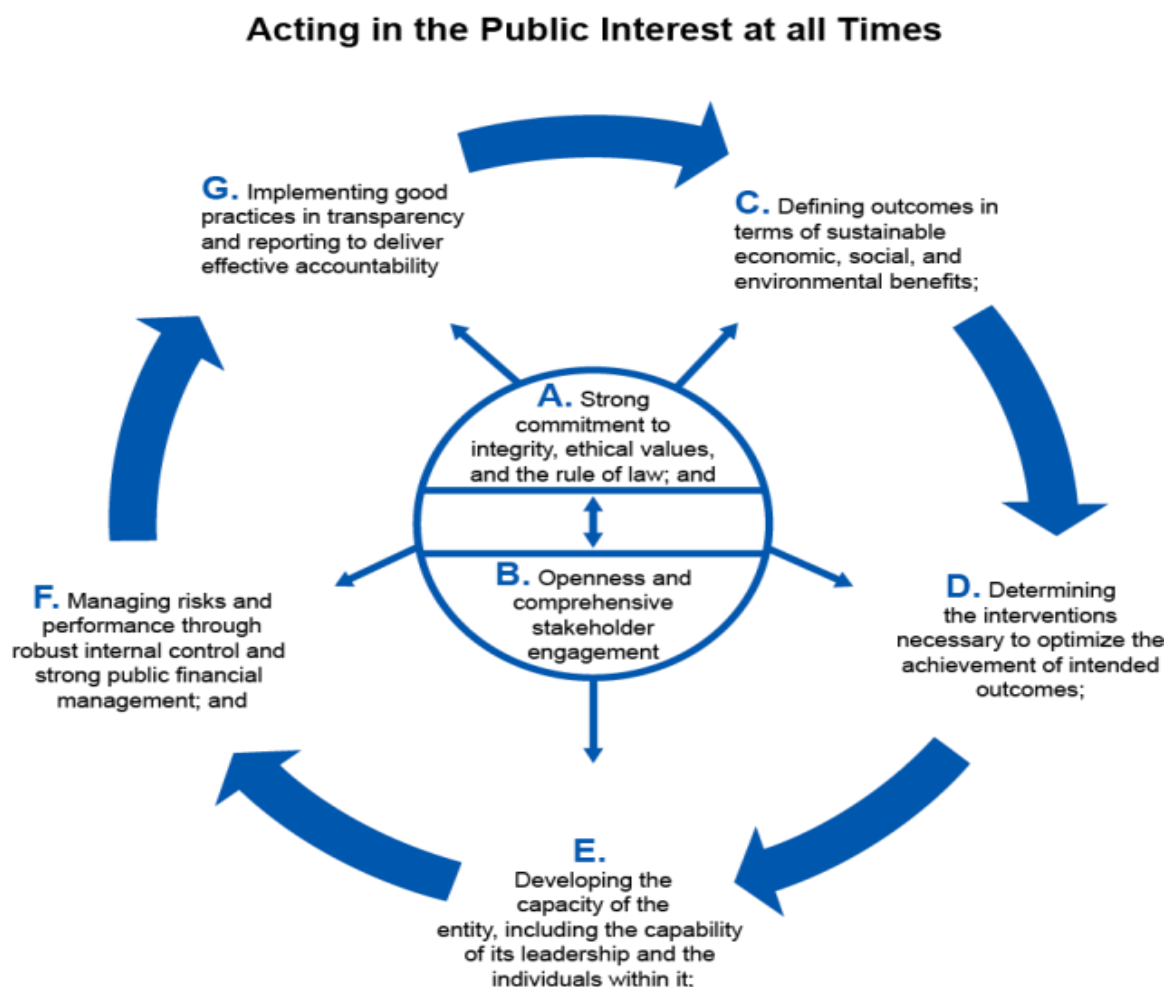 Acting in the Public Interest at all Times
G. Implementing good
practices in transparency
and reporting to deliver
effective accountability
C. Defining outcomes in
terms of sustainable
economic, social, and
environmental benefits;
A. Strong
commitment to
integrity, ethical values,
and the rule of law; and
B. Openness and
comprehensive
stakeholder
engagement
F. Managing risks and
performance through
robust internal control and
strong public financial
management; and
D. Determining
the interventions
necessary to optimize the
achievement of intended
outcomes;
E.
Developing the
capacity of the
entity, including the capability
of its leadership and the
individuals within it;